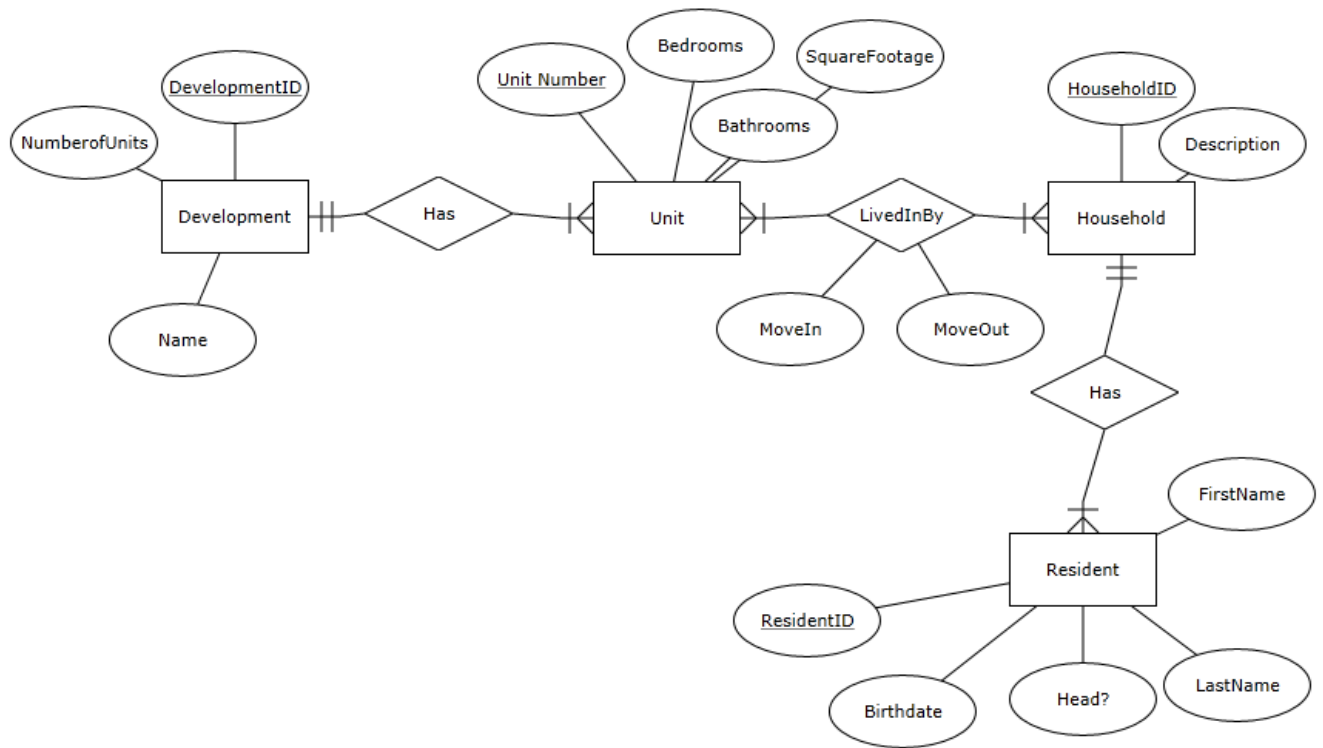 Bedrooms
SquareFootage
Unit Number
DevelopmentID
HouseholdID
NumberofUnits
Bathrooms
Description
Development
Has
Unit
LivedInBy
Household
Name
MoveIn
MoveOut
Has
FirstName
Resident
ResidentID
LastName
Birthdate
Head?